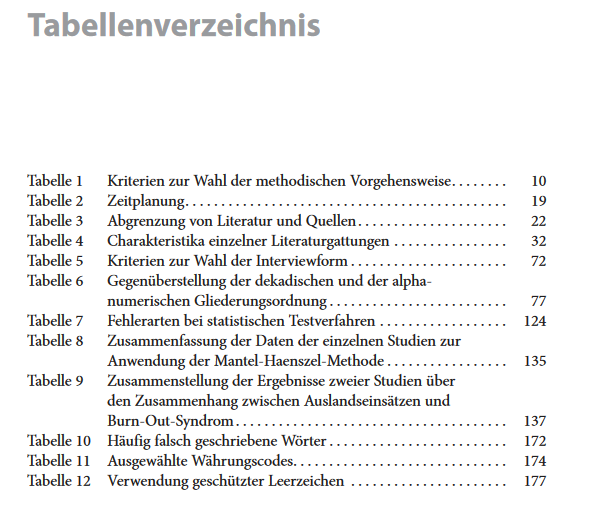 Tabellenverzeichnis
Tabelle 1 Kriterien zur Wahl der methodischen Vorgehensweise. . . . . . . . 10
Tabelle 2 Zeitplanung. . . . . . . . . . . . . . . . . . . . . . . . . . . . . . . . . . . . . . . . . . . . . 19
Tabelle 3 Abgrenzung von Literatur und Quellen. . . . . . . . . . . . . . . . . . . . . 22
Tabelle 4 Charakteristika einzelner Literaturgattungen . . . . . . . . . . . . . . . . 32
Tabelle 5 Kriterien zur Wahl der Interviewform . . . . . . . . . . . . . . . . . . . . . . 72
Tabelle 6 Gegenüberstellung der dekadischen und der alpha-
numerischen Gliederungsordnung . . . . . . . . . . . . . . . . . . . . . . . . . 77
Tabelle 7 Fehlerarten bei statistischen Testverfahren . . . . . . . . . . . . . . . . . . 124
Tabelle 8 Zusammenfassung der Daten der einzelnen Studien zur
Anwendung der Mantel-Haenszel-Methode . . . . . . . . . . . . . . . . . 135
Tabelle 9 Zusammenstellung der Ergebnisse zweier Studien über
den Zusammenhang zwischen Auslandseinsätzen und
Burn-Out-Syndrom . . . . . . . . . . . . . . . . . . . . . . . . . . . . . . . . . . . . . . 137
Tabelle 10 Häufig falsch geschriebene Wörter . . . . . . . . . . . . . . . . . . . . . . . . . 172
Tabelle 11 Ausgewählte Währungscodes. . . . . . . . . . . . . . . . . . . . . . . . . . . . . . 174
Tabelle 12 Verwendung geschützter Leerzeichen . . . . . . . . . . . . . . . . . . . . . . 177